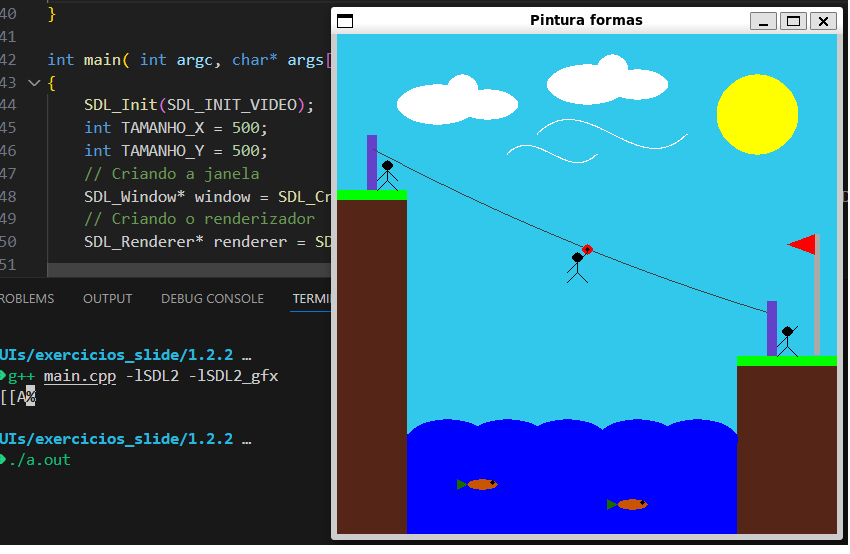 40 }
41
42 int main( int argc, char* args[
43 {
44 SDL_Init(SDL_INIT_VIDEO);
45 int TAMANHO_X = 500;
46 int TAMANHO_Y = 500;
47 // Criando a janela
48 SDL_Window* window = SDL_Cr
49 // Criando o renderizador
50 SDL_Renderer* renderer = SD
51
Pintura formas
ROBLEMS OUTPUT DEBUG CONSOLE TERMI
UIs/exercicios_slide/1.2.2 …
g++ main.cpp -lSDL2 -lSDL2_gfx
[[A%
UIs/exercicios_slide/1.2.2 …
./a.out